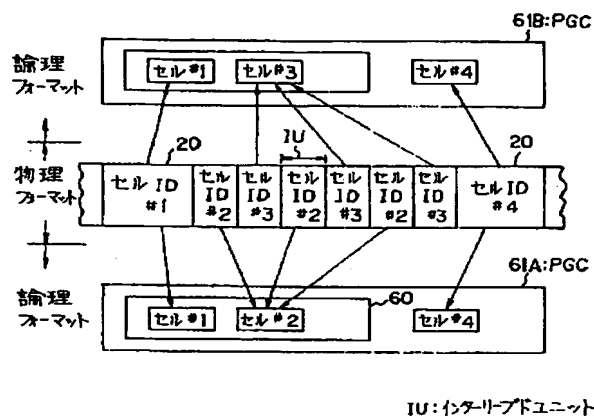 61B:PGC
論理
フォーマット
セル#1
セル#3
セル#4
20
IU
20
物理
フォーマット
セル ID
#1
セル
ID
#2
セル
ID
#3
セル
ID
#2
セル
ID
#3
セル
ID
#2
セル
ID
#3
セル ID
#4
61A:PGC
論理
フォーマット
60
セル#1
セル#2
セル#4
IU:インターリーブドユニット